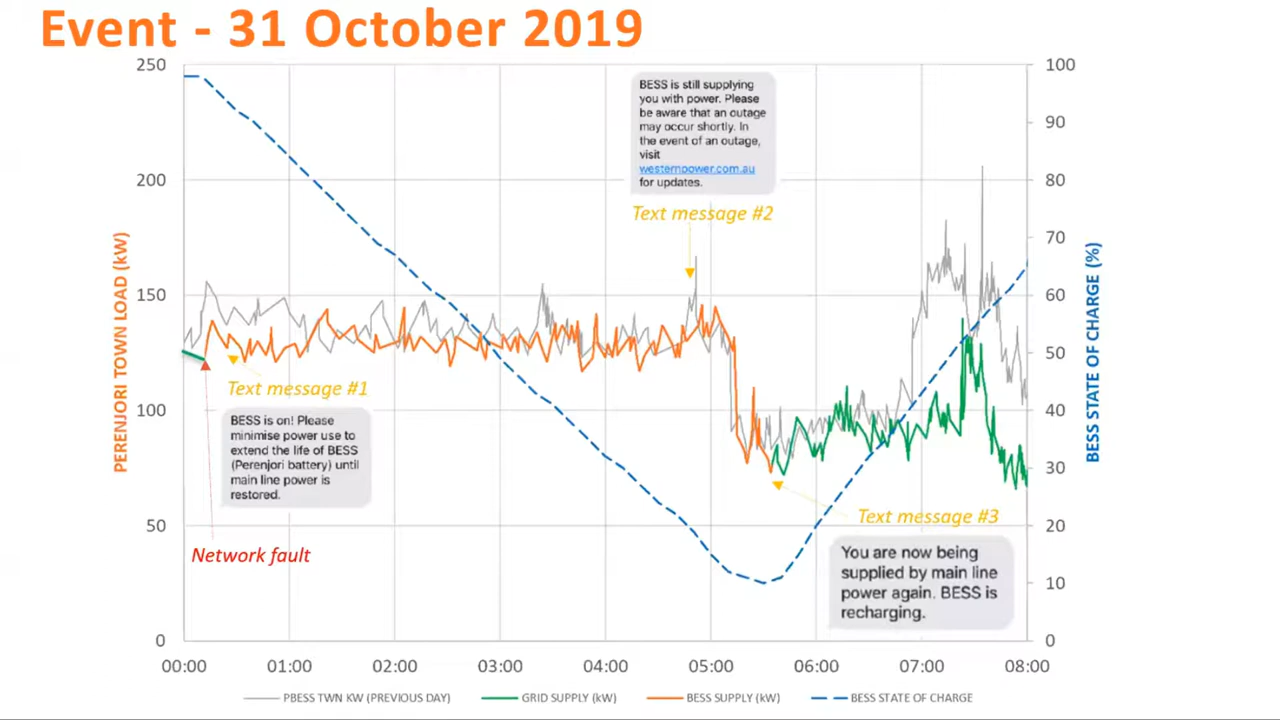 Event - 31 October 2019
250
200
150
100
50
0
PERENJORI TOWN LOAD (kW)
100
90
80
70
60
50
40
30
20
10
0
BESS STATE OF CHARGE (%)
BESS is still supplying
you with power. Please
be aware that an outage
may occur shortly. In
the event of an outage,
visit
westernpower.com.au
for updates.
Text message #2
Text message #1
BESS is on! Please
minimise power use to
extend the life of BESS
(Perenjori battery) until
main line power is
restored.
Network fault
Text message #3
You are now being
supplied by main line
power again. BESS is
recharging.
00:00 01:00 02:00 03:00 04:00 05:00 06:00 07:00 08:00
PBESS TWN KW (PREVIOUS DAY) GRID SUPPLY (kW) BESS SUPPLY (kW) BESS STATE OF CHARGE